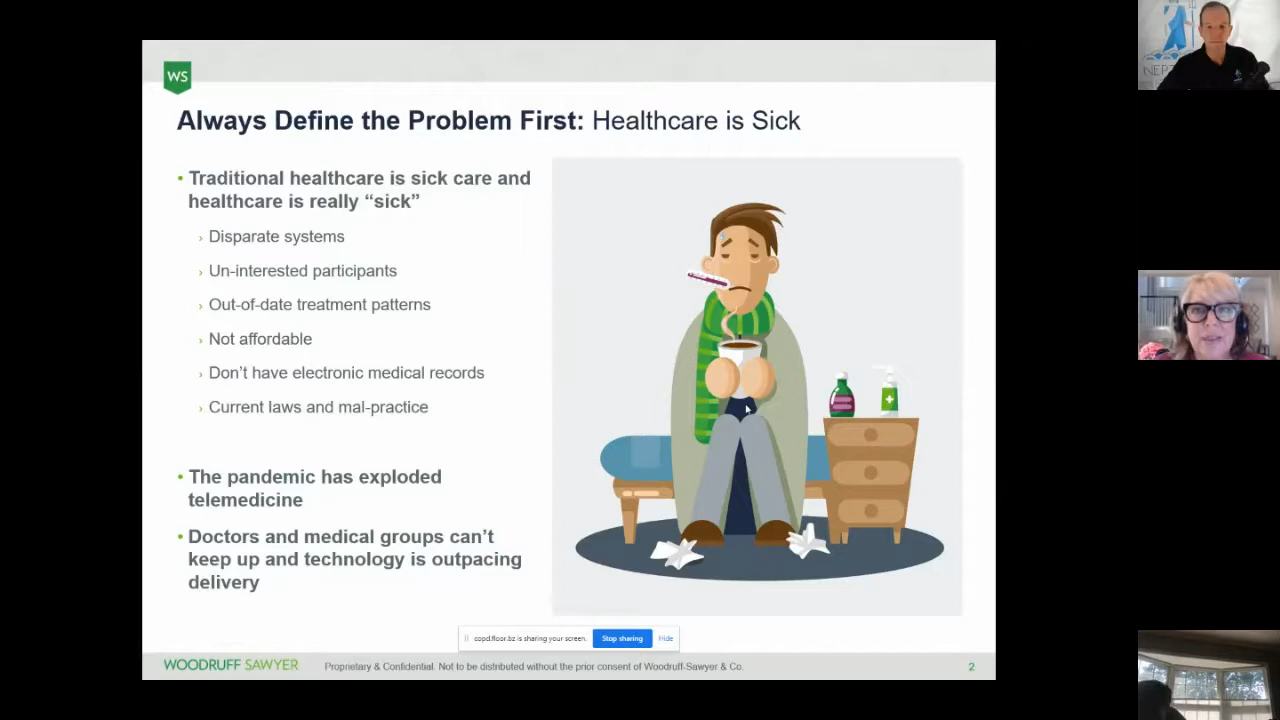 WS
Always Define the Problem First: Healthcare is Sick
• Traditional healthcare is sick care and
healthcare is really “sick”
› Disparate systems
› Un-interested participants
› Out-of-date treatment patterns
› Not affordable
› Don’t have electronic medical records
› Current laws and mal-practice
• The pandemic has exploded
telemedicine
• Doctors and medical groups can’t
keep up and technology is outpacing
delivery
copd.floor.bz is sharing your screen. Stop sharing Hide
WOODRUFF SAWYER Proprietary & Confidential. Not to be distributed without the prior consent of Woodruff-Sawyer & Co. 2